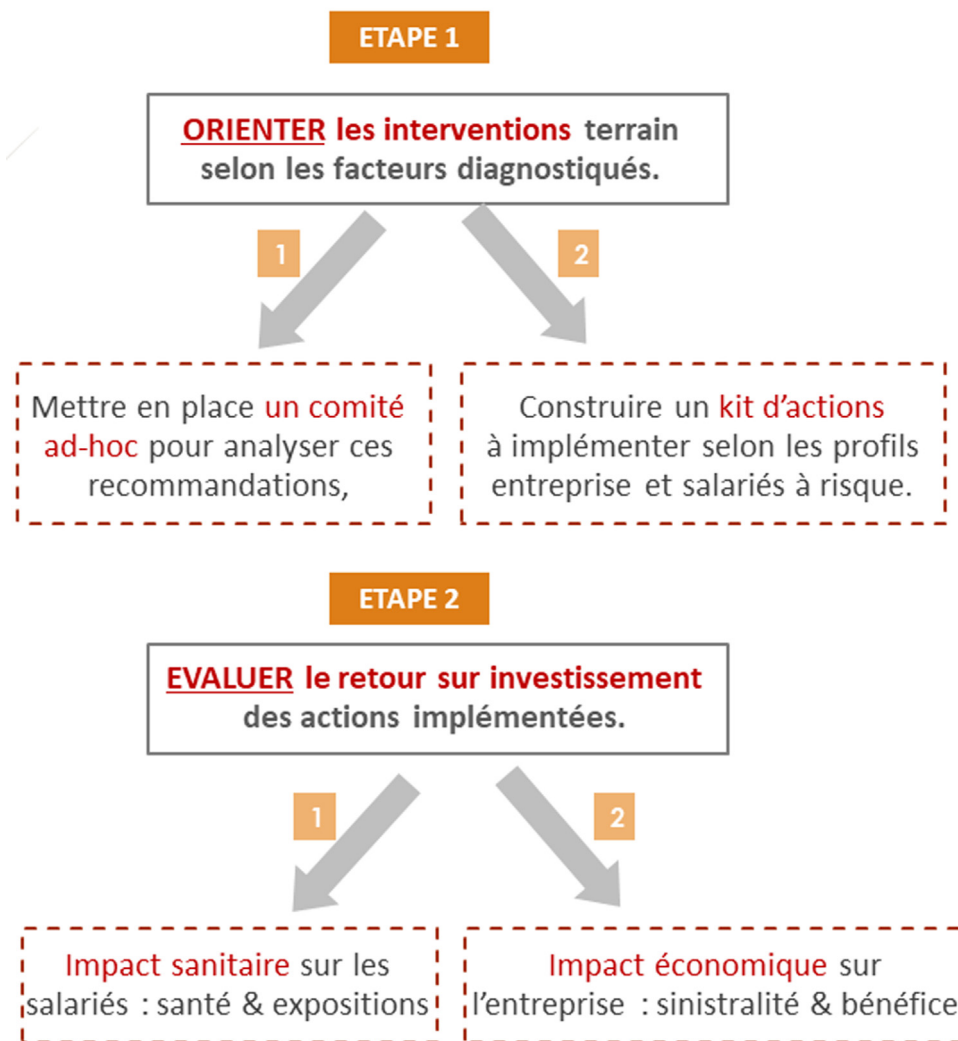 ETAPE 1
ORIENTER les interventions terrain
selon les facteurs diagnostiqués.
1
2
Mettre en place un comité
ad-hoc pour analyser ces
recommandations,
Construire un kit d’actions
à implémenter selon les profils
entreprise et salariés à risque.
ETAPE 2
EVALUER le retour sur investissement
des actions implémentées.
1
2
Impact sanitaire sur les
salariés : santé & expositions
Impact économique sur
l’entreprise : sinistralité & bénéfice